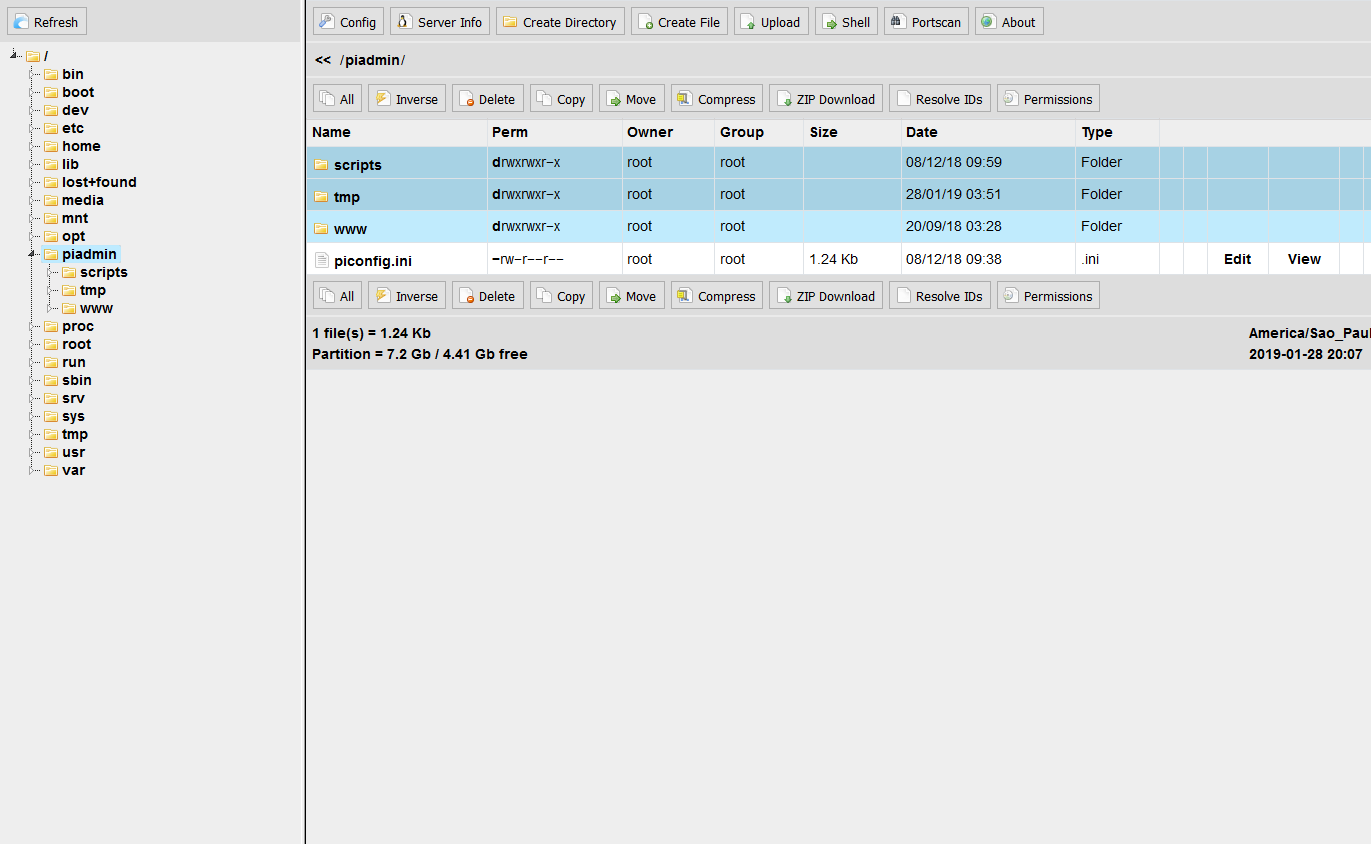 Refresh
/
bin
boot
dev
etc
home
lib
lost+found
media
mnt
opt
piadmin
scripts
tmp
www
proc
root
run
sbin
srv
sys
tmp
usr
var
Config Server Info Create Directory Create File Upload Shell Portscan About
<< /piadmin/
All Inverse Delete Copy Move Compress ZIP Download Resolve IDs Permissions
Name Perm Owner Group Size Date Type
scripts drwxrwxr-x root root 08/12/18 09:59 Folder
tmp drwxrwxr-x root root 28/01/19 03:51 Folder
www drwxrwxr-x root root 20/09/18 03:28 Folder
piconfig.ini -rw-r--r-- root root 1.24 Kb 08/12/18 09:38 .ini Edit View
All Inverse Delete Copy Move Compress ZIP Download Resolve IDs Permissions
1 file(s) = 1.24 Kb America/Sao_Paul
Partition = 7.2 Gb / 4.41 Gb free 2019-01-28 20:07